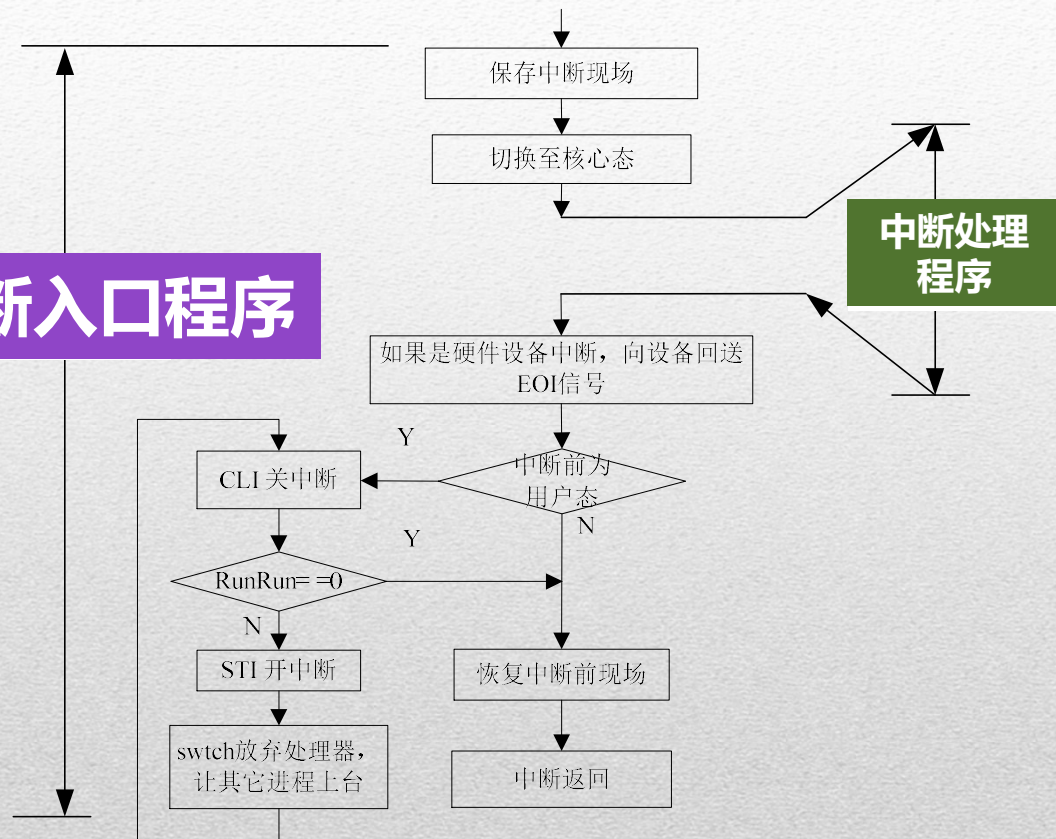 保存中断现场
切换至核心态
中断处理
程序
断入口程序
如果是硬件设备中断，向设备回送
EOI信号
Y
中断前为
用户态
CLI 关中断
N
Y
RunRun= =0
N
STI 开中断
恢复中断前现场
swtch放弃处理器，
让其它进程上台
中断返回